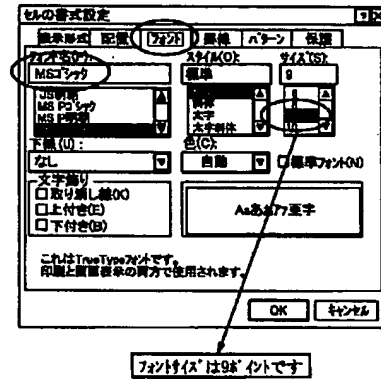 セルの書式設定
表示形式 配置 フォント 罫線 パターン 保護
フォント名(F): スタイル(O): サイズ(S):
MSゴシック 標準 9
JS明朝
MS Pゴシック
MS P明朝 太字
太字斜体
下線(U): 色(C):
なし 自動 □標準フォント(N)
文字飾り
□取り消し線(K)
□上付き(E)
□下付き(B)
Aaあぁアァ亜宇
これはTrueTypeフォントです。
印刷と画面表示の両方で使用されます。
OK キャンセル
フォントサイズは9ポイントです